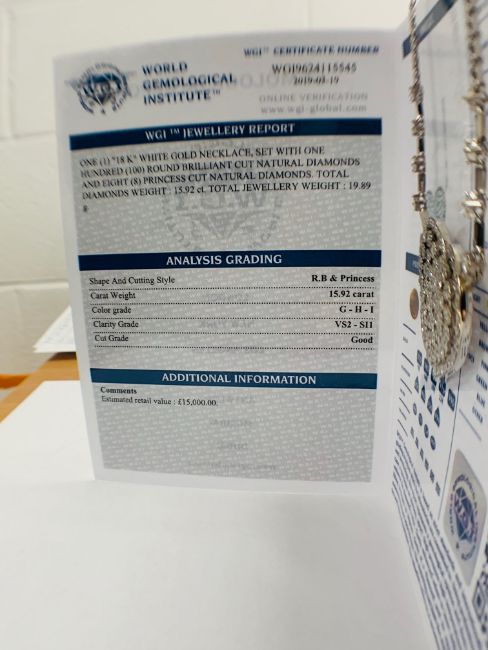 WGI™ CERTIFICATE NUMBER
WGI9624115545
2019-03-19
ONLINE VERIFICATION
www.wgi-global.com
WORLD
GEMOLOGICAL
INSTITUTE™
WGI ™ JEWELLERY REPORT
ONE (1) "18 K" WHITE GOLD NECKLACE, SET WITH ONE
HUNDRED (100) ROUND BRILLIANT CUT NATURAL DIAMONDS
AND EIGHT (8) PRINCESS CUT NATURAL DIAMONDS. TOTAL
DIAMONDS WEIGHT : 15.92 ct. TOTAL JEWELLERY WEIGHT : 19.89
g
ANALYSIS GRADING
Shape And Cutting Style R.B & Princess
Carat Weight 15.92 carat
Color grade G - H - I
Clarity Grade VS2 - SI1
Cut Grade Good
ADDITIONAL INFORMATION
Comments
Estimated retail value : £15,000.00.